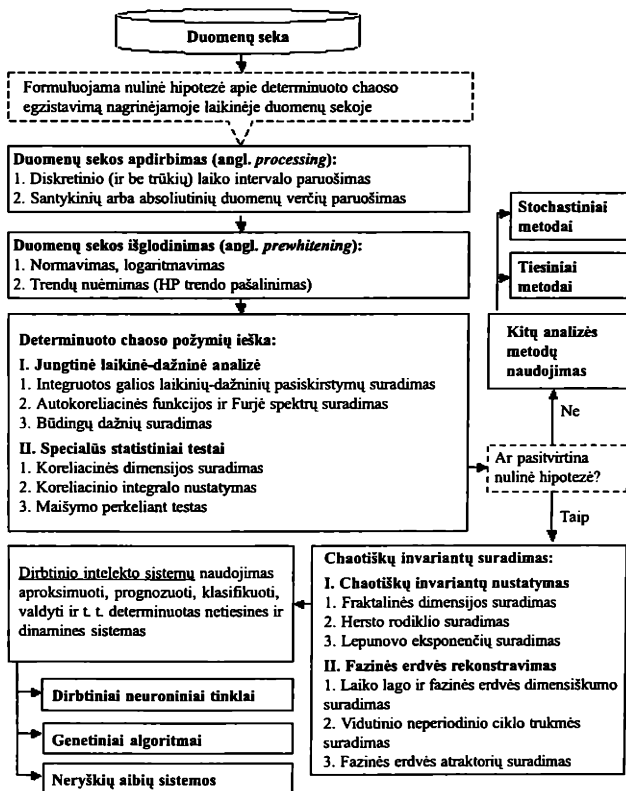 Duomenų seka
Formuluojama nulinė hipotezė apie determinuoto chaoso
egzistavimą nagrinėjamoje laikinėje duomenų sekoje
Duomenų sekos apdirbimas (angl. processing):
1. Diskretinio (ir be trūkių) laiko intervalo paruošimas
2. Santykinių arba absoliutinių duomenų verčių paruošimas
Duomenų sekos išglodinimas (angl. prewhitening):
1. Normavimas, logaritmavimas
2. Trendų nuėmimas (HP trendo pašalinimas)
Determinuoto chaoso požymių ieška:
I. Jungtinė laikinė-dažninė analizė
1. Integruotos galios laikinių-dažninių pasiskirstymų suradimas
2. Autokoreliacinės funkcijos ir Furjė spektrų suradimas
3. Būdingų dažnių suradimas
II. Specialūs statistiniai testai
1. Koreliacinės dimensijos suradimas
2. Koreliacinio integralo nustatymas
3. Maišymo perkeliant testas
Stochastiniai
metodai
Tiesiniai
metodai
Kitų analizės
metodų
naudojimas
Ne
Ar pasitvirtina
nulinė hipotezė?
Taip
Chaotiškų invariantų suradimas:
I. Chaotiškų invariantų nustatymas
1. Fraktalinės dimensijos suradimas
2. Hersto rodiklio suradimas
3. Lepunovo eksponenčių suradimas
II. Fazinės erdvės rekonstravimas
1. Laiko lago ir fazinės erdvės dimensiškumo
suradimas
2. Vidutinio neperiodinio ciklo trukmės
suradimas
3. Fazinės erdvės atraktorių suradimas
Dirbtinio intelekto sistemų naudojimas
aproksimuoti, prognozuoti, klasifikuoti,
valdyti ir t. t. determinuotas netiesines ir
dinamines sistemas
Dirbtiniai neuroniniai tinklai
Genetiniai algoritmai
Neryškių aibių sistemos